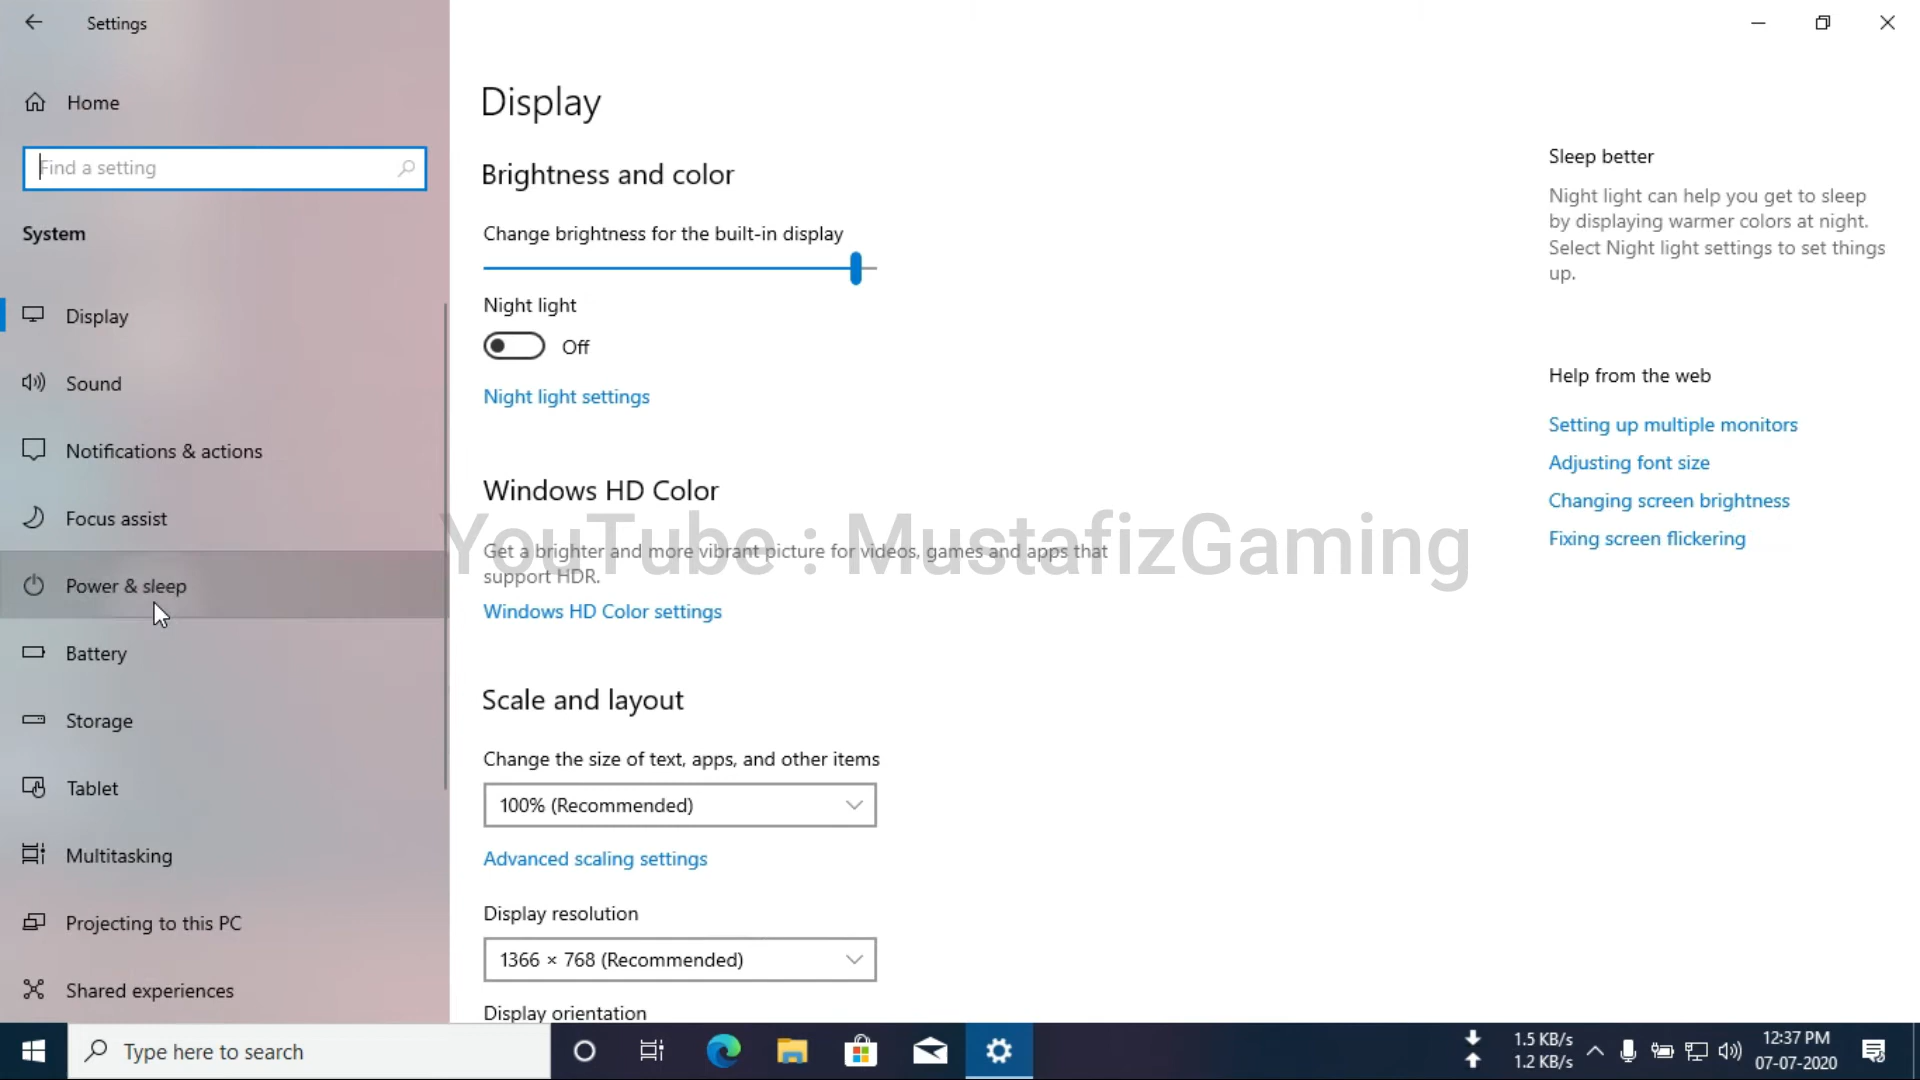 Settings
Home
Find a setting
System
Display
Sound
Notifications & actions
Focus assist
Power & sleep
Battery
Storage
Tablet
Multitasking
Projecting to this PC
Shared experiences
Display
Brightness and color
Change brightness for the built-in display
Night light
Off
Night light settings
Windows HD Color
YouTube : MustafizGaming
Get a brighter and more vibrant picture for videos, games and apps that
support HDR.
Windows HD Color settings
Scale and layout
Change the size of text, apps, and other items
100% (Recommended)
Advanced scaling settings
Display resolution
1366 × 768 (Recommended)
Display orientation
Sleep better
Night light can help you get to sleep
by displaying warmer colors at night.
Select Night light settings to set things
up.
Help from the web
Setting up multiple monitors
Adjusting font size
Changing screen brightness
Fixing screen flickering
Type here to search
1.5 KB/s
1.2 KB/s
12:37 PM
07-07-2020